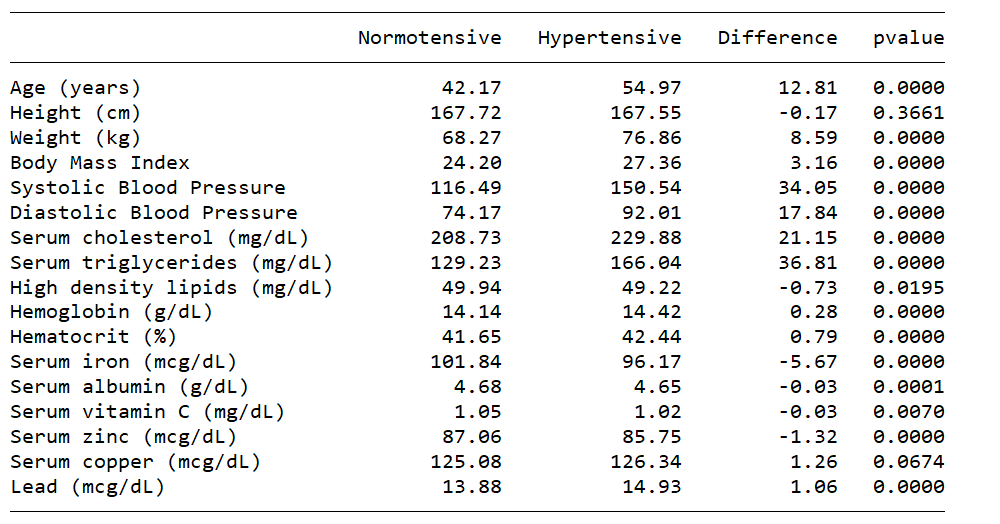 Normotensive Hypertensive Difference pvalue
Age (years) 42.17 54.97 12.81 0.0000
Height (cm) 167.72 167.55 -0.17 0.3661
Weight (kg) 68.27 76.86 8.59 0.0000
Body Mass Index 24.20 27.36 3.16 0.0000
Systolic Blood Pressure 116.49 150.54 34.05 0.0000
Diastolic Blood Pressure 74.17 92.01 17.84 0.0000
Serum cholesterol (mg/dL) 208.73 229.88 21.15 0.0000
Serum triglycerides (mg/dL) 129.23 166.04 36.81 0.0000
High density lipids (mg/dL) 49.94 49.22 -0.73 0.0195
Hemoglobin (g/dL) 14.14 14.42 0.28 0.0000
Hematocrit (%) 41.65 42.44 0.79 0.0000
Serum iron (mcg/dL) 101.84 96.17 -5.67 0.0000
Serum albumin (g/dL) 4.68 4.65 -0.03 0.0001
Serum vitamin C (mg/dL) 1.05 1.02 -0.03 0.0070
Serum zinc (mcg/dL) 87.06 85.75 -1.32 0.0000
Serum copper (mcg/dL) 125.08 126.34 1.26 0.0674
Lead (mcg/dL) 13.88 14.93 1.06 0.0000